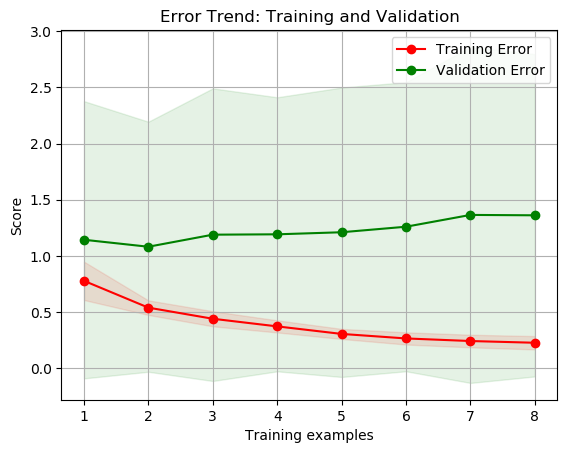 Error Trend: Training and Validation
3.0
2.5
2.0
1.5
1.0
0.5
0.0
Score
Training Error
Validation Error
1 2 3 4 5 6 7 8
Training examples